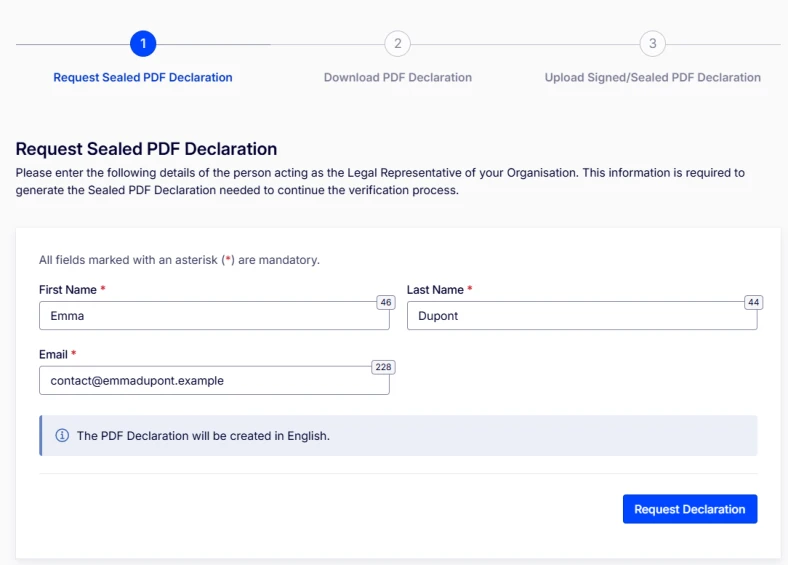 1
2
3
Request Sealed PDF Declaration
Download PDF Declaration
Upload Signed/Sealed PDF Declaration
Request Sealed PDF Declaration
Please enter the following details of the person acting as the Legal Representative of your Organisation. This information is required to
generate the Sealed PDF Declaration needed to continue the verification process.
All fields marked with an asterisk (*) are mandatory.
First Name *
46
Emma
Last Name *
44
Dupont
Email *
228
contact@emmadupont.example
The PDF Declaration will be created in English.
Request Declaration